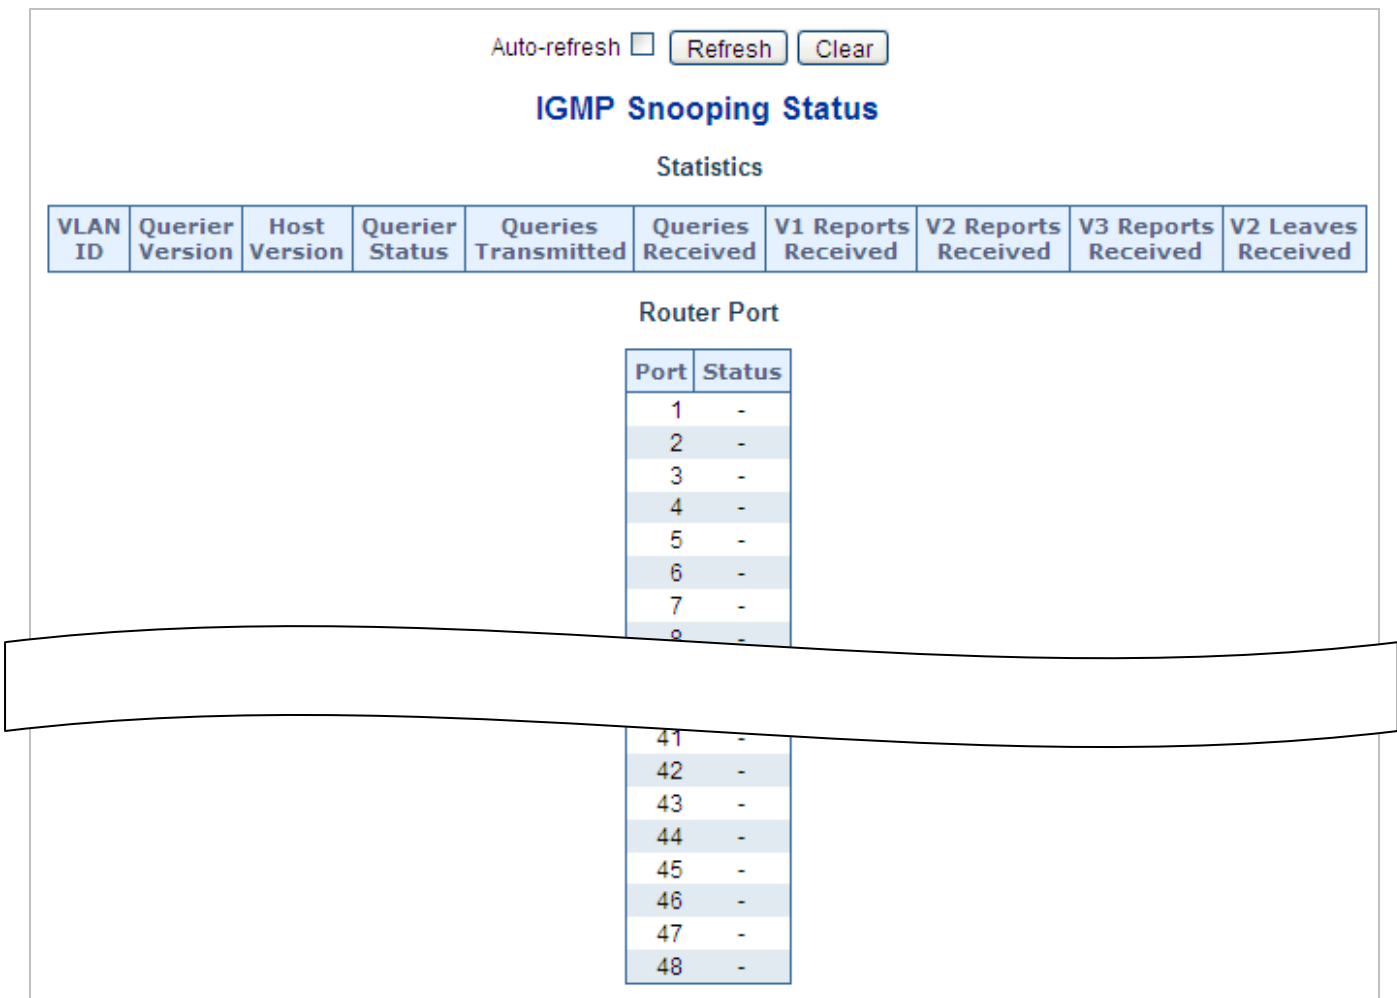 Auto-refresh Refresh Clear
IGMP Snooping Status
Statistics
VLAN ID Querier Version Host Version Querier Status Queries Transmitted Queries Received V1 Reports Received V2 Reports Received V3 Reports Received V2 Leaves Received
Router Port
Port Status
1 -
2 -
3 -
4 -
5 -
6 -
7 -
8 -
41 -
42 -
43 -
44 -
45 -
46 -
47 -
48 -